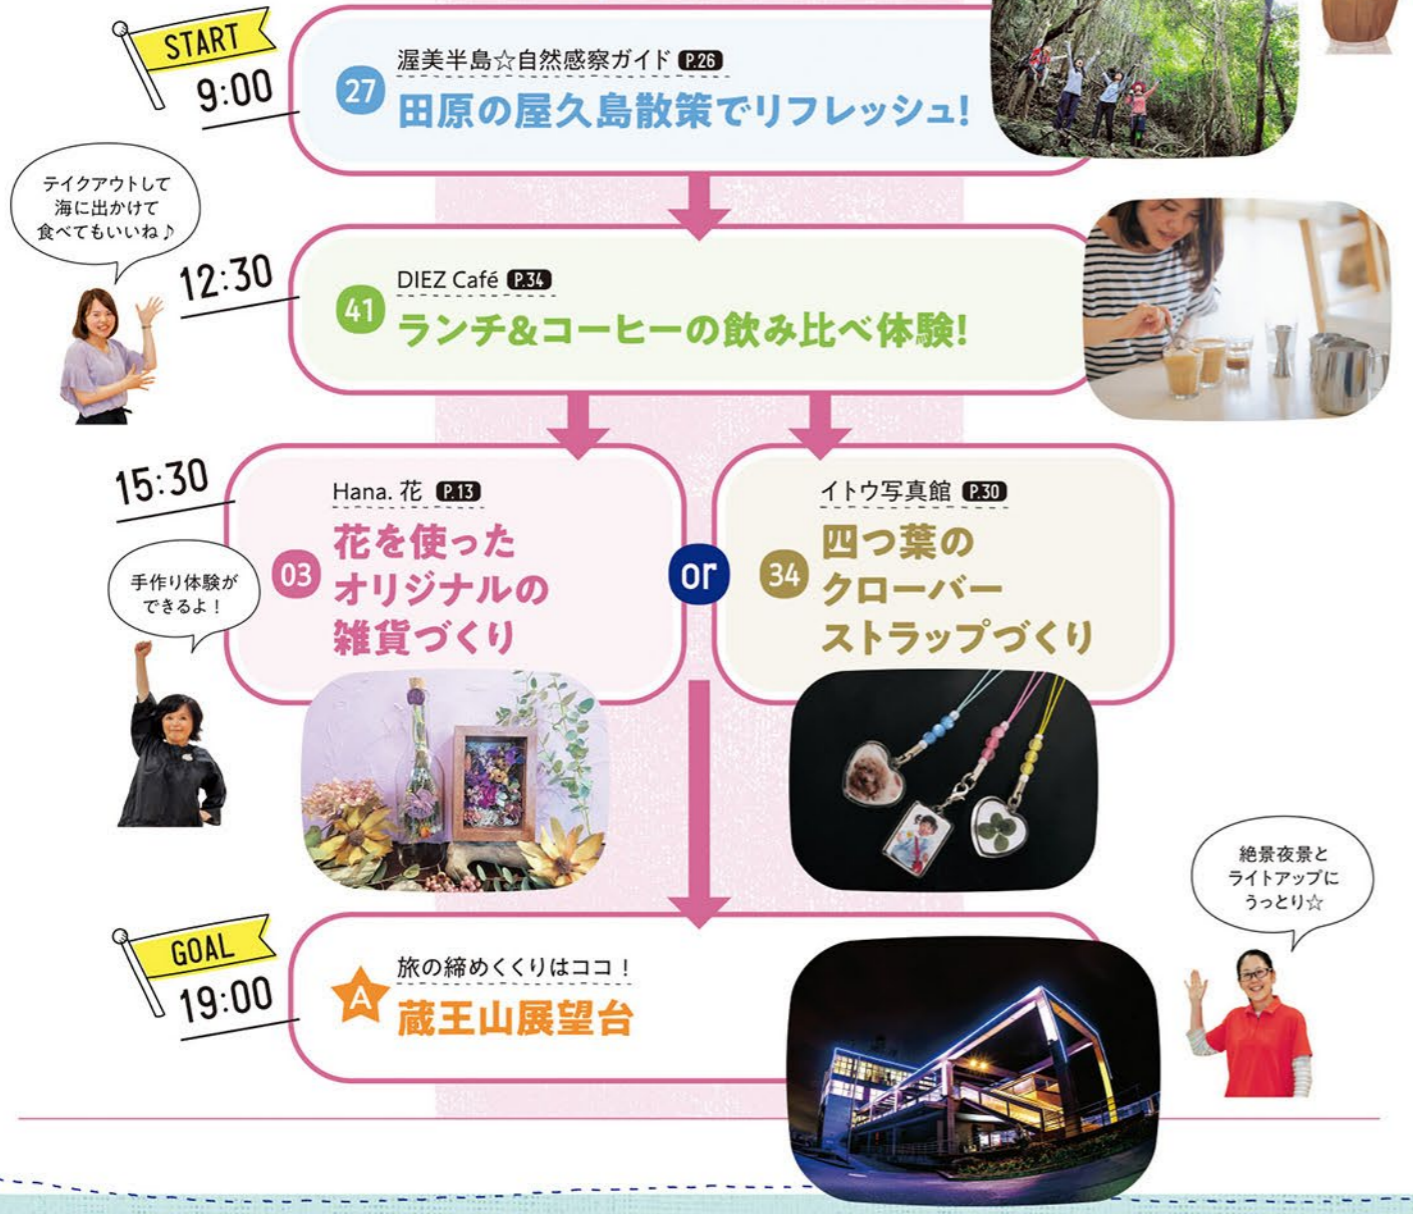 START
9:00
渥美半島☆自然感察ガイド P.26
27
田原の屋久島散策でリフレッシュ!
テイクアウトして
海に出かけて
食べてもいいね♪
12:30
DIEZ Café P.34
41
ランチ&コーヒーの飲み比べ体験!
15:30
Hana. 花 P.13
03
花を使った
オリジナルの
雑貨づくり
手作り体験が
できるよ！
or
イトウ写真館 P.30
34
四つ葉の
クローバー
ストラップづくり
GOAL
19:00
旅の締めくくりはココ！
A
蔵王山展望台
絶景夜景と
ライトアップに
うっとり☆